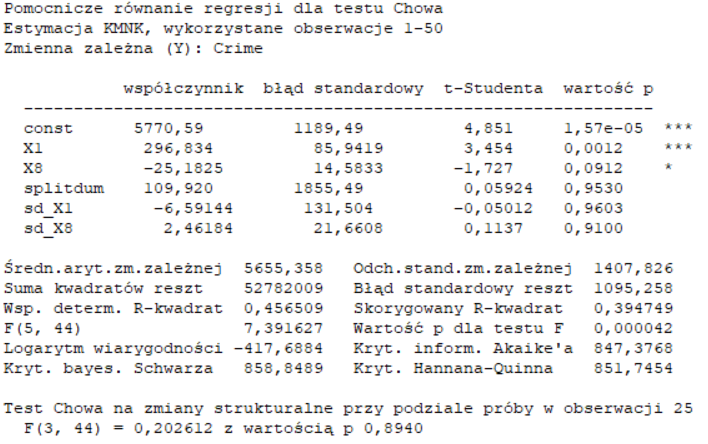 Pomocnicze równanie regresji dla testu Chowa
Estymacja KMNK, wykorzystane obserwacje 1-50
Zmienna zależna (Y): Crime
współczynnik błąd standardowy t-Studenta wartość p
---------------------------------------------------------------
const 5770,59 1189,49 4,851 1,57e-05 ***
X1 296,834 85,9419 3,454 0,0012 ***
X8 -25,1825 14,5833 -1,727 0,0912 *
splitdum 109,920 1855,49 0,05924 0,9530
sd_X1 -6,59144 131,504 -0,05012 0,9603
sd_X8 2,46184 21,6608 0,1137 0,9100
Średn.aryt.zm.zależnej 5655,358 Odch.stand.zm.zależnej 1407,826
Suma kwadratów reszt 52782009 Błąd standardowy reszt 1095,258
Wsp. determ. R-kwadrat 0,456509 Skorygowany R-kwadrat 0,394749
F(5, 44) 7,391627 Wartość p dla testu F 0,000042
Logarytm wiarygodności -417,6884 Kryt. inform. Akaike'a 847,3768
Kryt. bayes. Schwarza 858,8489 Kryt. Hannana-Quinna 851,7454
Test Chowa na zmiany strukturalne przy podziale próby w obserwacji 25
F(3, 44) = 0,202612 z wartością p 0,8940